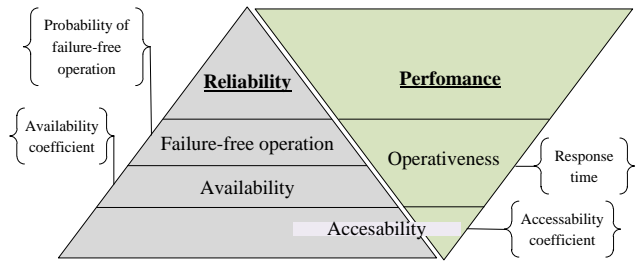 Probability of
failure-free
operation
Reliability
Perfomance
Availability
coefficient
Failure-free operation
Operativeness
Response
time
Availability
Accesability
Accessability
coefficient